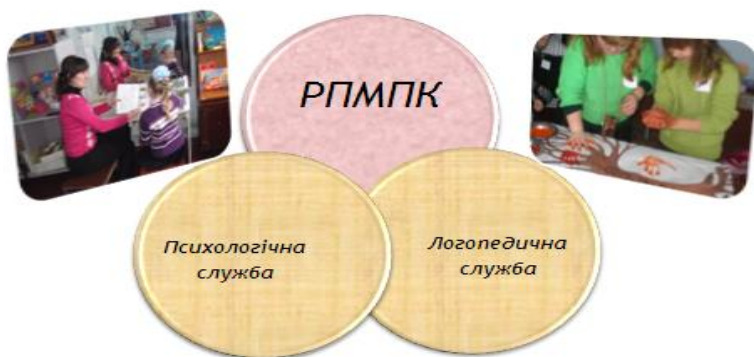 РПМПК
Психологічна
служба
Логопедична
служба